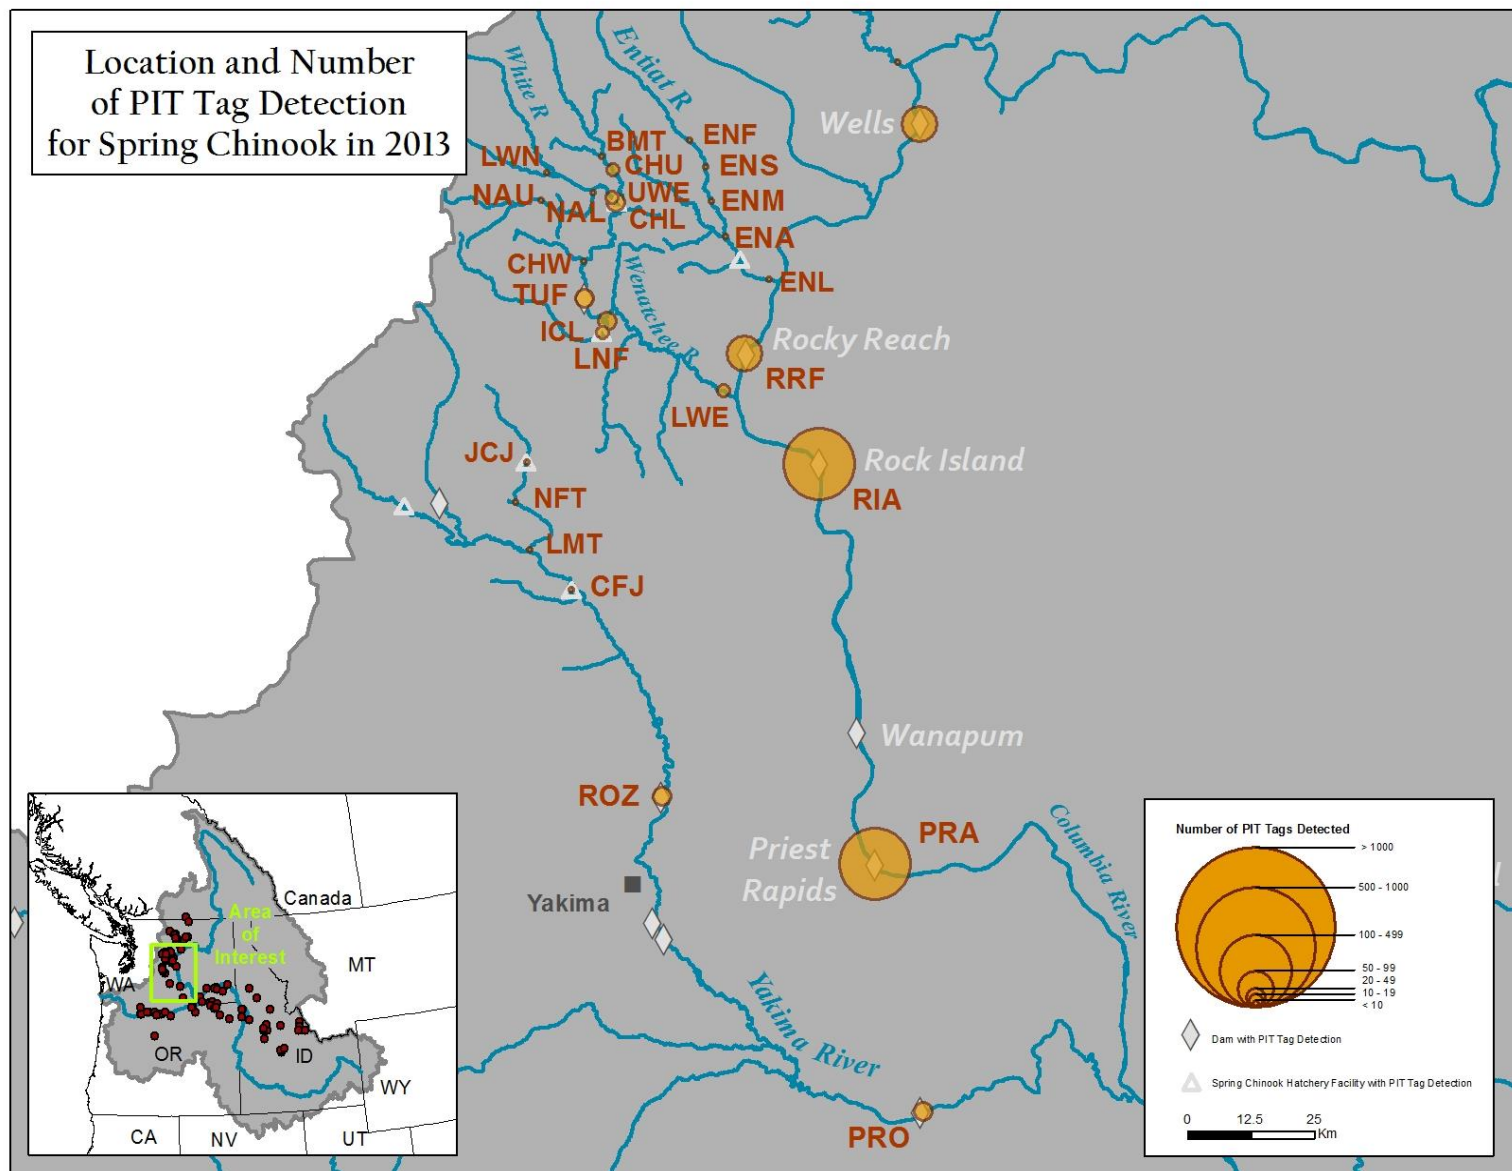 Location and Number
of PIT Tag Detection
for Spring Chinook in 2013
White R
Entiat R
Wells
BMT
ENF
LWN
CHU
ENS
NAU
UWE
ENM
NAL
CHL
ENA
CHW
Wenatchee R
ENL
TUF
ICL
Rocky Reach
LNF
RRF
LWE
JCJ
Rock Island
NFT
RIA
LMT
CFJ
Wanapum
ROZ
PRA
Priest
Rapids
Columbia River
Yakima
Yakima River
PRO
Canada
Area
of
Interest
WA
MT
OR
ID
WY
CA
NV
UT
Number of PIT Tags Detected
> 1000
500 - 1000
100 - 499
50 - 99
20 - 49
10 - 19
< 10
Dam with PIT Tag Detection
Spring Chinook Hatchery Facility with PIT Tag Detection
0 12.5 25
Km